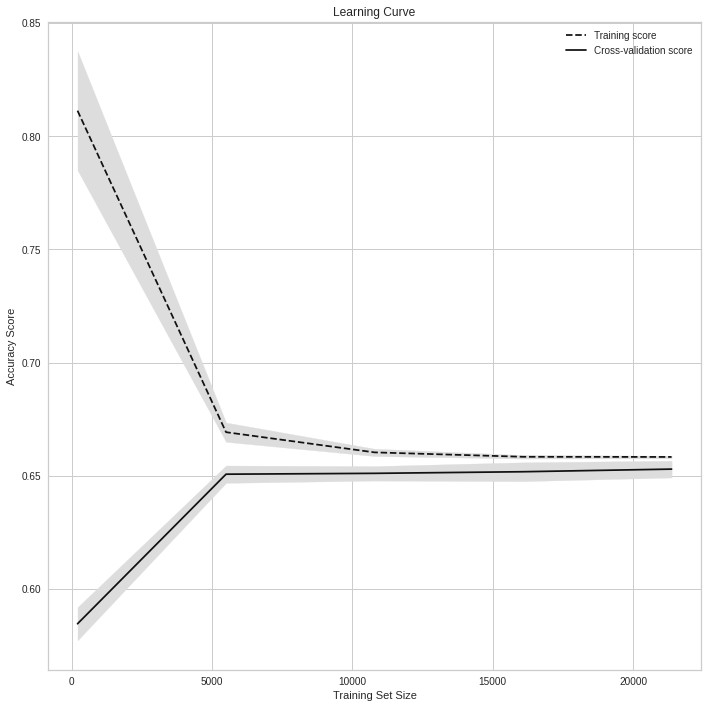 Learning Curve
Training score
Cross-validation score
0.85
0.80
0.75
0.70
0.65
0.60
Accuracy Score
0
5000
10000
15000
20000
Training Set Size